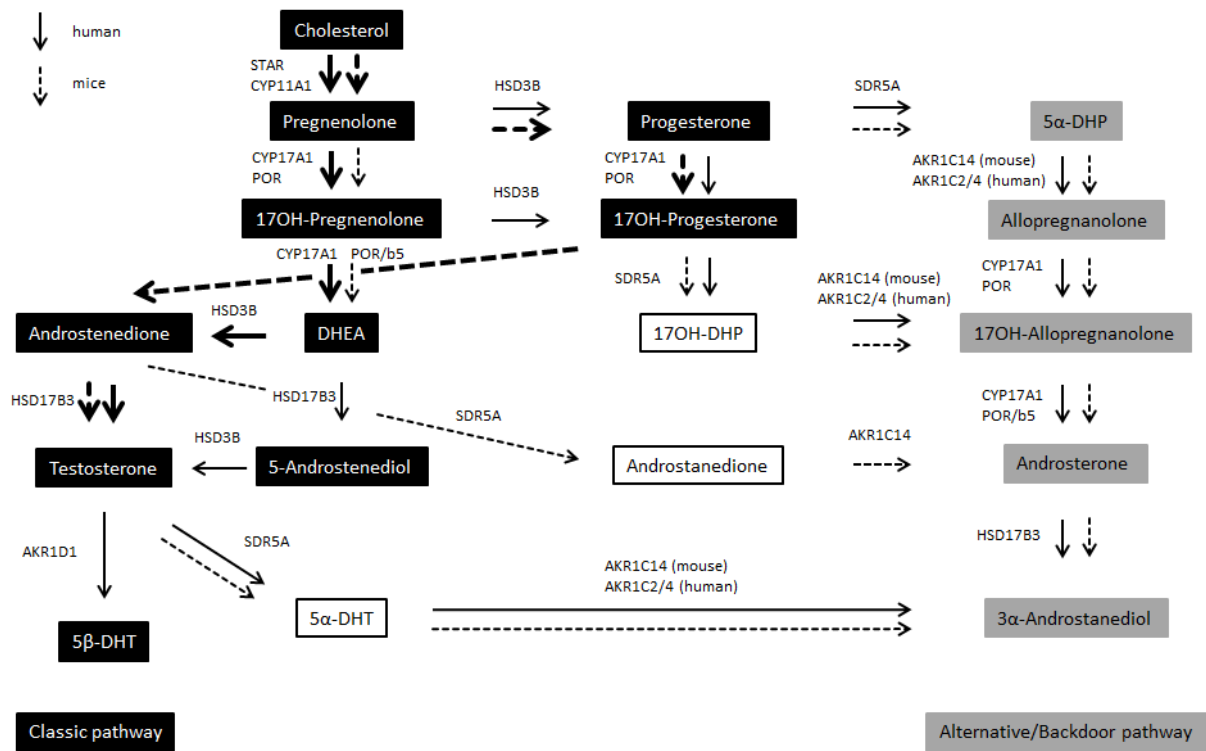 human
mice
Cholesterol
STAR
CYP11A1
HSD3B
SDR5A
Pregnenolone
Progesterone
5α-DHP
CYP17A1
POR
CYP17A1
POR
AKR1C14 (mouse)
AKR1C2/4 (human)
HSD3B
17OH-Pregnenolone
17OH-Progesterone
Allopregnanolone
CYP17A1
POR/b5
SDR5A
AKR1C14 (mouse)
AKR1C2/4 (human)
CYP17A1
POR
HSD3B
Androstenedione
DHEA
17OH-DHP
17OH-Allopregnanolone
HSD17B3
HSD17B3
SDR5A
CYP17A1
POR/b5
HSD3B
AKR1C14
Testosterone
5-Androstenediol
Androstanedione
Androsterone
AKR1D1
SDR5A
HSD17B3
AKR1C14 (mouse)
AKR1C2/4 (human)
5β-DHT
5α-DHT
3α-Androstanediol
Classic pathway
Alternative/Backdoor pathway